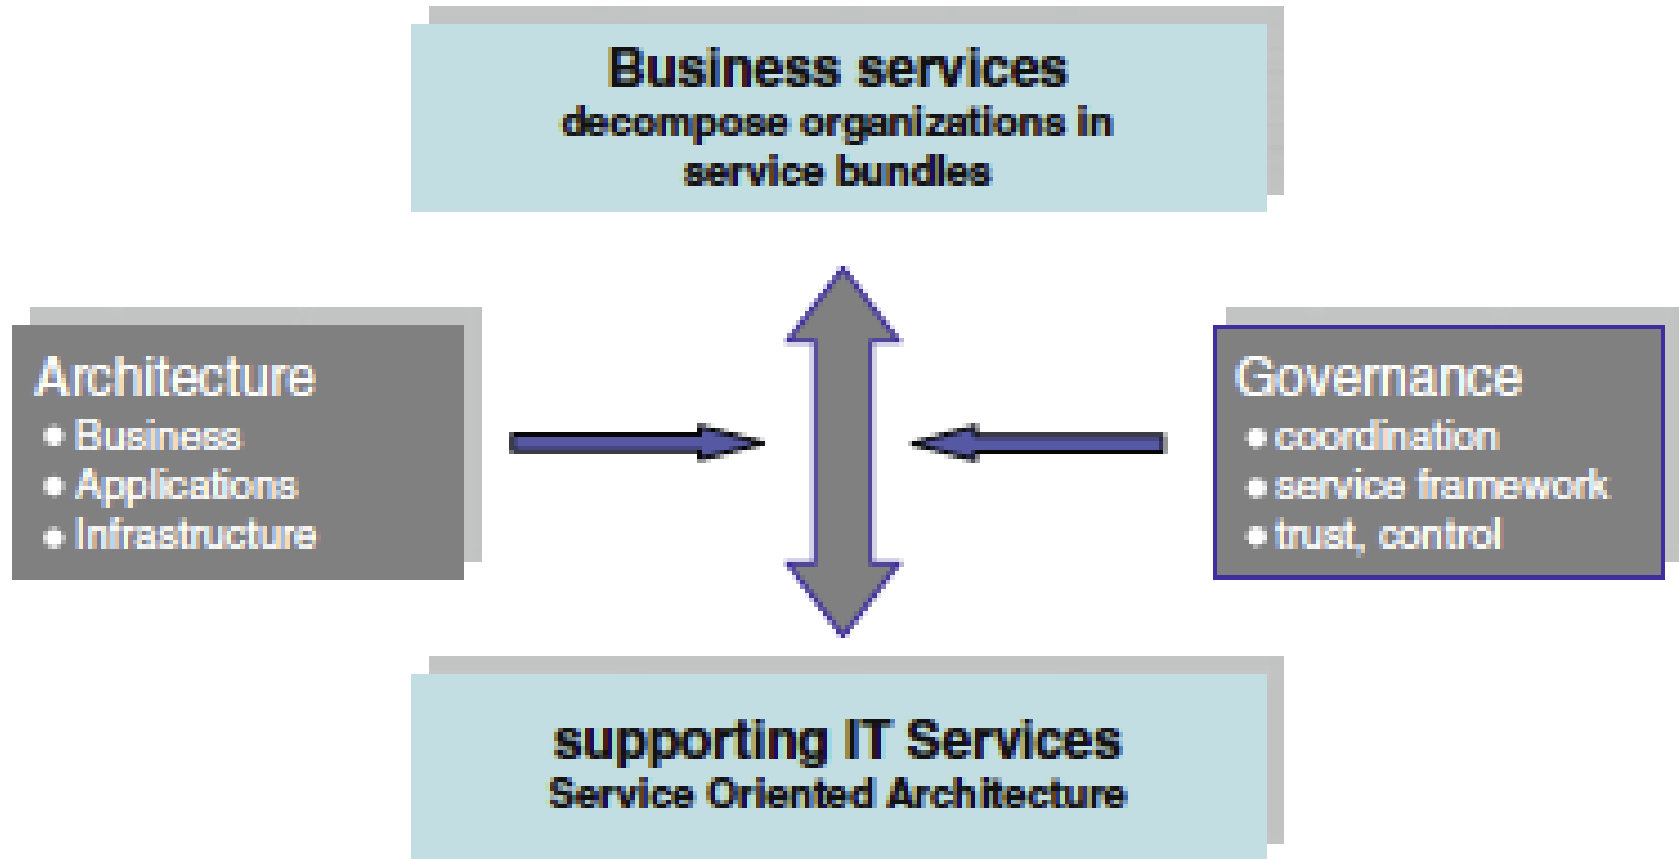 Business services
decompose organizations in
service bundles
Architecture
• Business
• Applications
• Infrastructure
Governance
• coordination
• service framework
• trust, control
supporting IT Services
Service Oriented Architecture